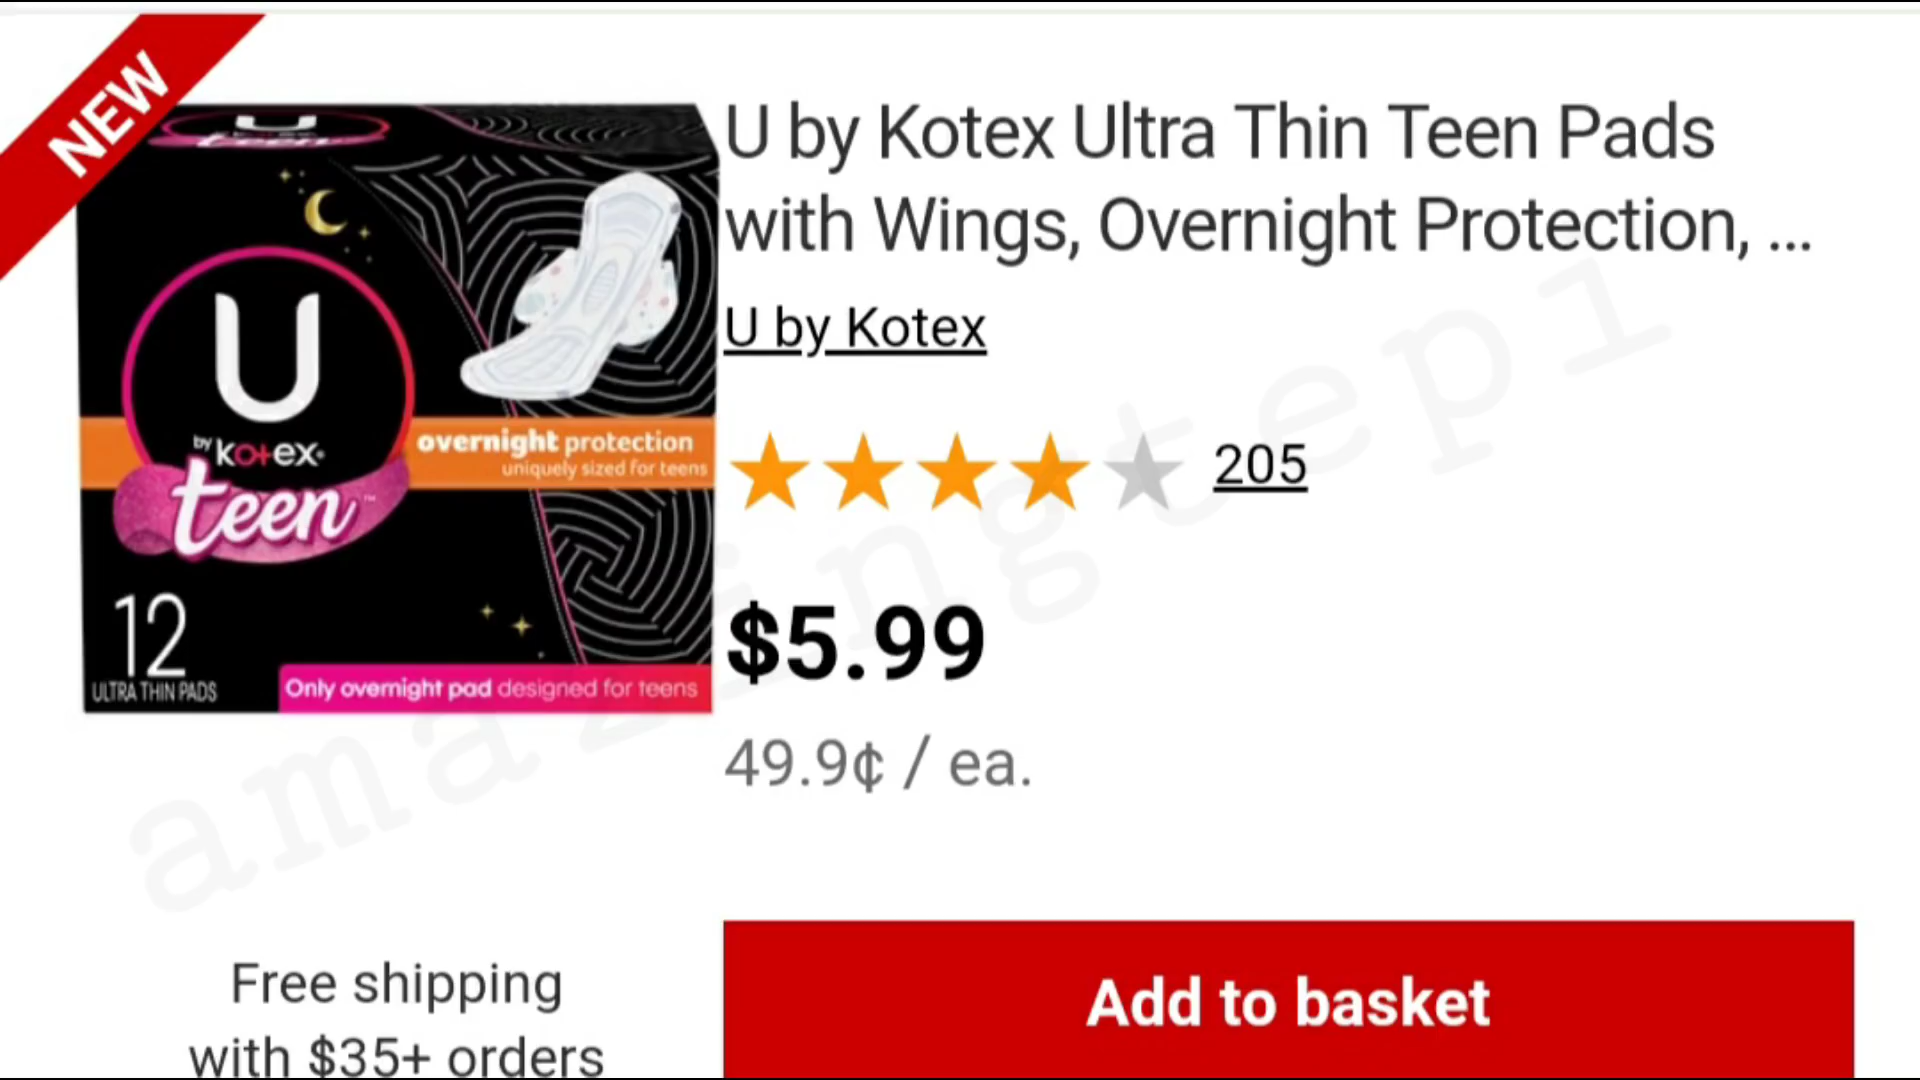 NEW
U
teen
U
by kotex®
teen™
overnight protection
uniquely sized for teens
12
ULTRA THIN PADS
Only overnight pad designed for teens
U by Kotex Ultra Thin Teen Pads
with Wings, Overnight Protection, ...
U by Kotex
205
$5.99
49.9¢ / ea.
Free shipping
with $35+ orders
Add to basket
amazingtep1